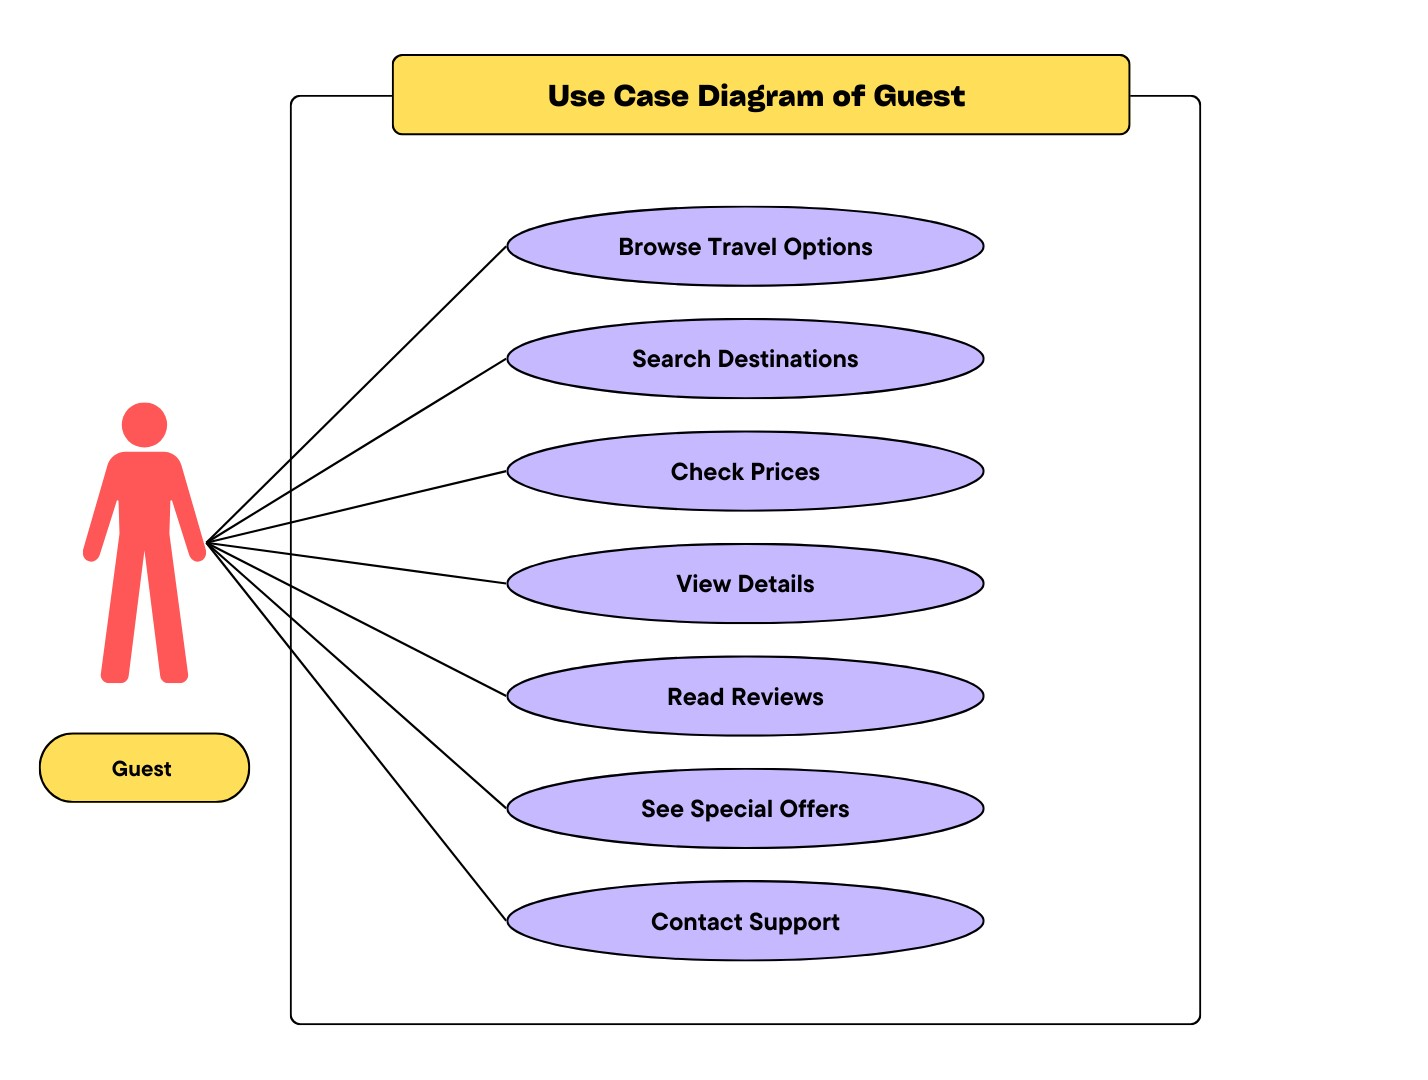 Use Case Diagram of Guest
Browse Travel Options
Search Destinations
Check Prices
View Details
Read Reviews
See Special Offers
Contact Support
Guest